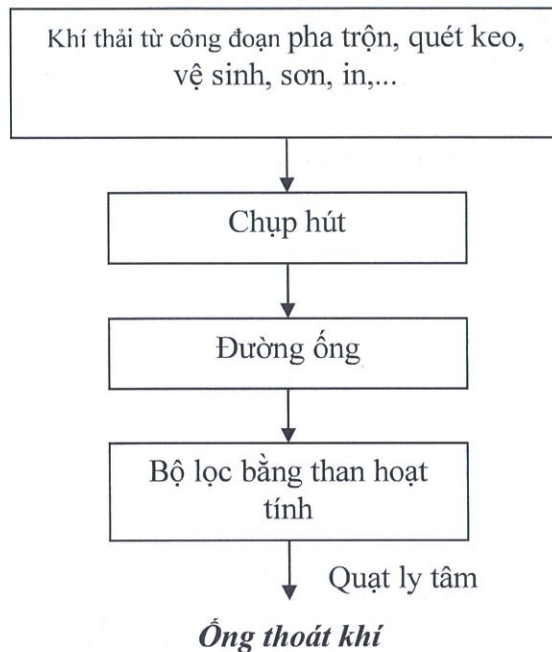 Khí thải từ công đoạn pha trộn, quét keo,
vệ sinh, sơn, in,...
Chụp hút
Đường ống
Bộ lọc bằng than hoạt
tính
Quạt ly tâm
Ống thoát khí